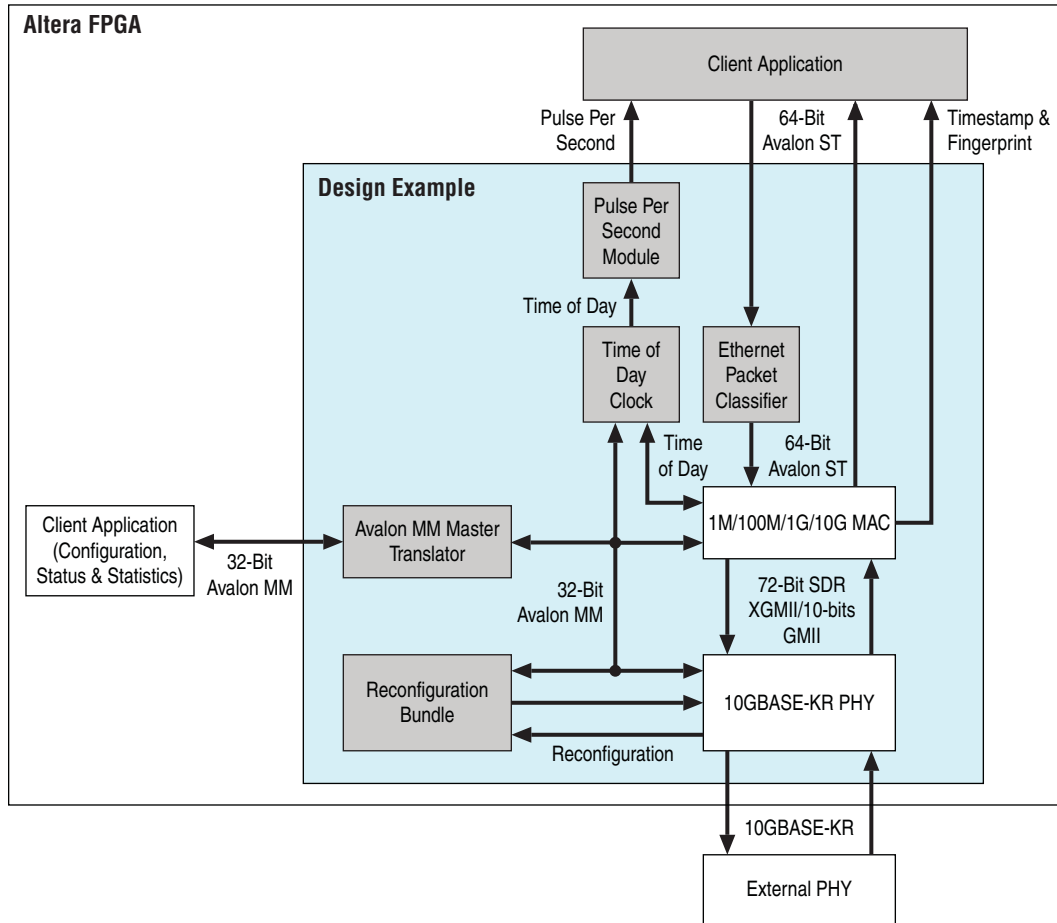 Altera FPGA
Client Application
Pulse Per
Second
64-Bit
Avalon ST
Timestamp &
Fingerprint
Design Example
Pulse Per
Second
Module
Time of Day
Time of
Day
Clock
Ethernet
Packet
Classifier
Time
of Day
64-Bit
Avalon ST
Client Application
(Configuration,
Status & Statistics)
32-Bit
Avalon MM
Avalon MM Master
Translator
1M/100M/1G/10G MAC
32-Bit
Avalon MM
72-Bit SDR
XGMII/10-bits
GMII
Reconfiguration
Bundle
10GBASE-KR PHY
Reconfiguration
10GBASE-KR
External PHY